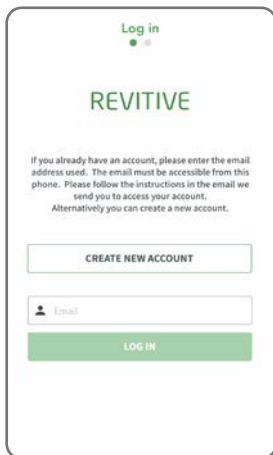 Log in
REVITIVE
If you already have an account, please enter the email
address used. The email must be accessible from this
phone. Please follow the instructions in the email we
send you to access your account.
Alternatively you can create a new account.
CREATE NEW ACCOUNT
Email
LOG IN